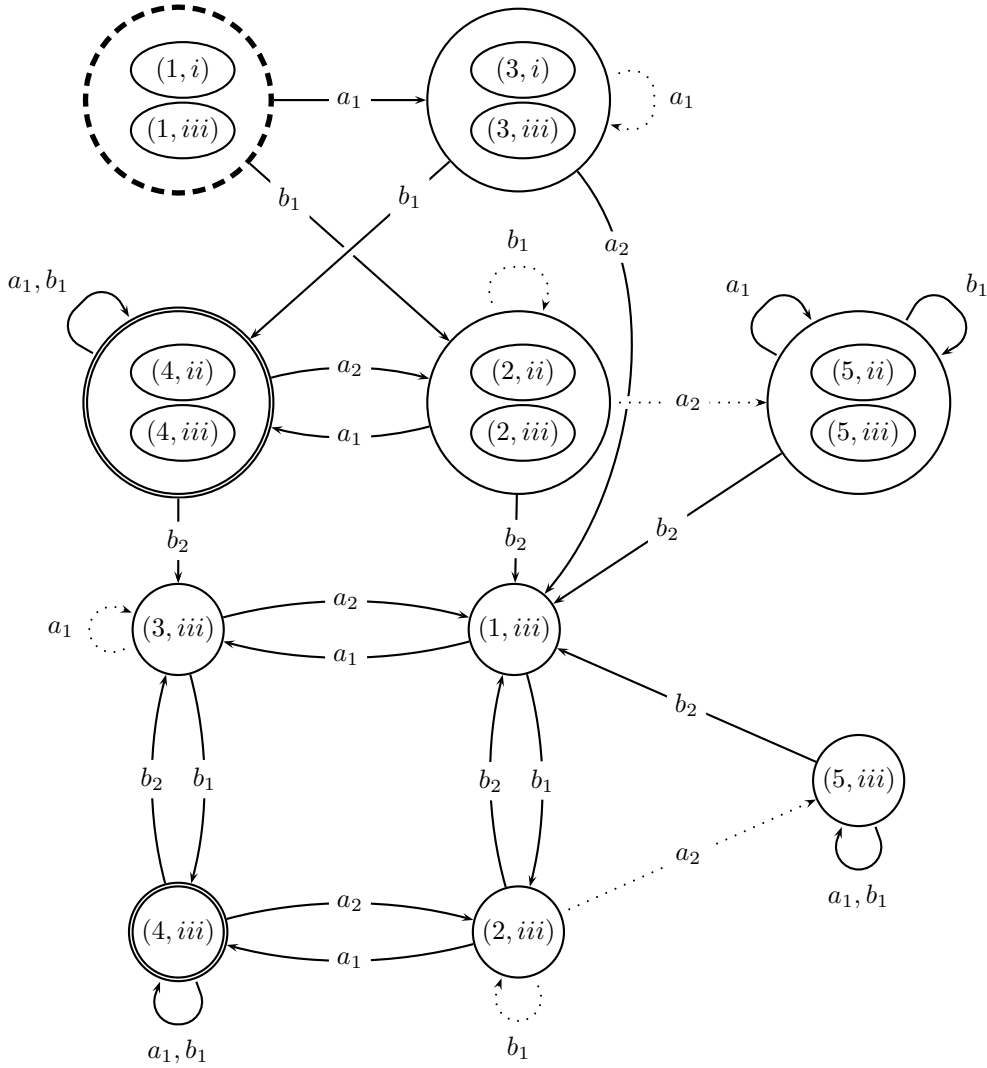 (1, i) (3, i)
a₁ a₁
(1, iii) (3, iii)
b₁ b₁
a₂
b₁
a₁, b₁ a₁ b₁
(4, ii) a₂ (2, ii) (5, ii)
a₂
(4, iii) a₁ (2, iii) (5, iii)
b₂ b₂ b₂
a₂
a₁ (3, iii) (1, iii)
a₁
b₂
b₂ b₁ b₂ b₁ (5, iii)
a₂
a₁, b₁
a₂
(4, iii) (2, iii)
a₁
a₁, b₁ b₁